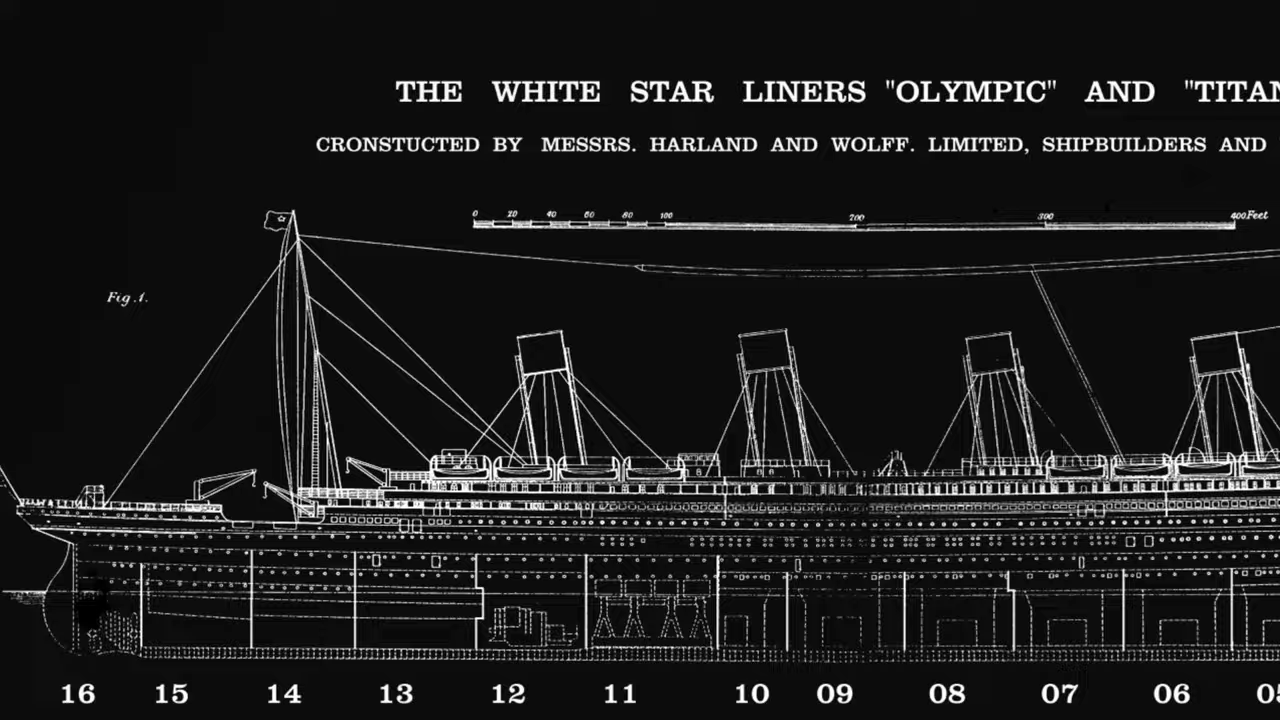 THE WHITE STAR LINERS "OLYMPIC" AND "TITAN
CRONSTUCTED BY MESSRS. HARLAND AND WOLFF. LIMITED, SHIPBUILDERS AND
0 20 40 60 80 100 200 300 400 Feet
Fig. 1.
16 15 14 13 12 11 10 09 08 07 06 05